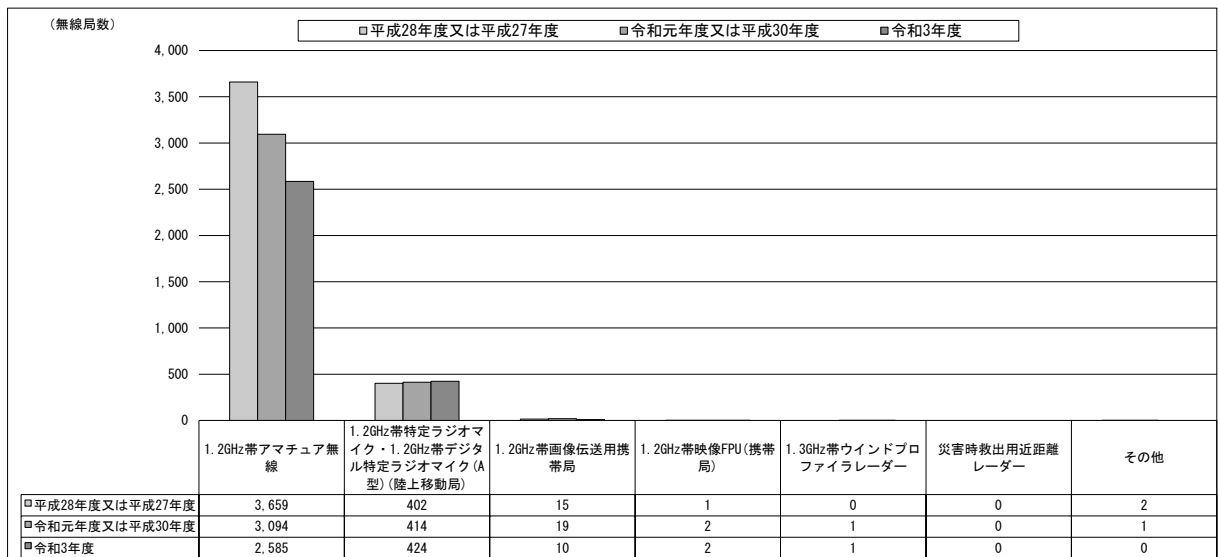 (無線局数)
□平成28年度又は平成27年度 ■令和元年度又は平成30年度 ■令和3年度
4,000
3,500
3,000
2,500
2,000
1,500
1,000
500
0
1.2GHz帯アマチュア無
線
1.2GHz帯特定ラジオマ
イク・1.2GHz帯デジタ
ル特定ラジオマイク(A
型)(陸上移動局)
1.2GHz帯画像伝送用携
帯局
1.2GHz帯映像FPU(携帯
局)
1.3GHz帯ウインドプロ
ファイラレーダー
災害時救出用近距離
レーダー
その他
□平成28年度又は平成27年度 3,659 402 15 1 0 0 2
■令和元年度又は平成30年度 3,094 414 19 2 1 0 1
■令和3年度 2,585 424 10 2 1 0 0